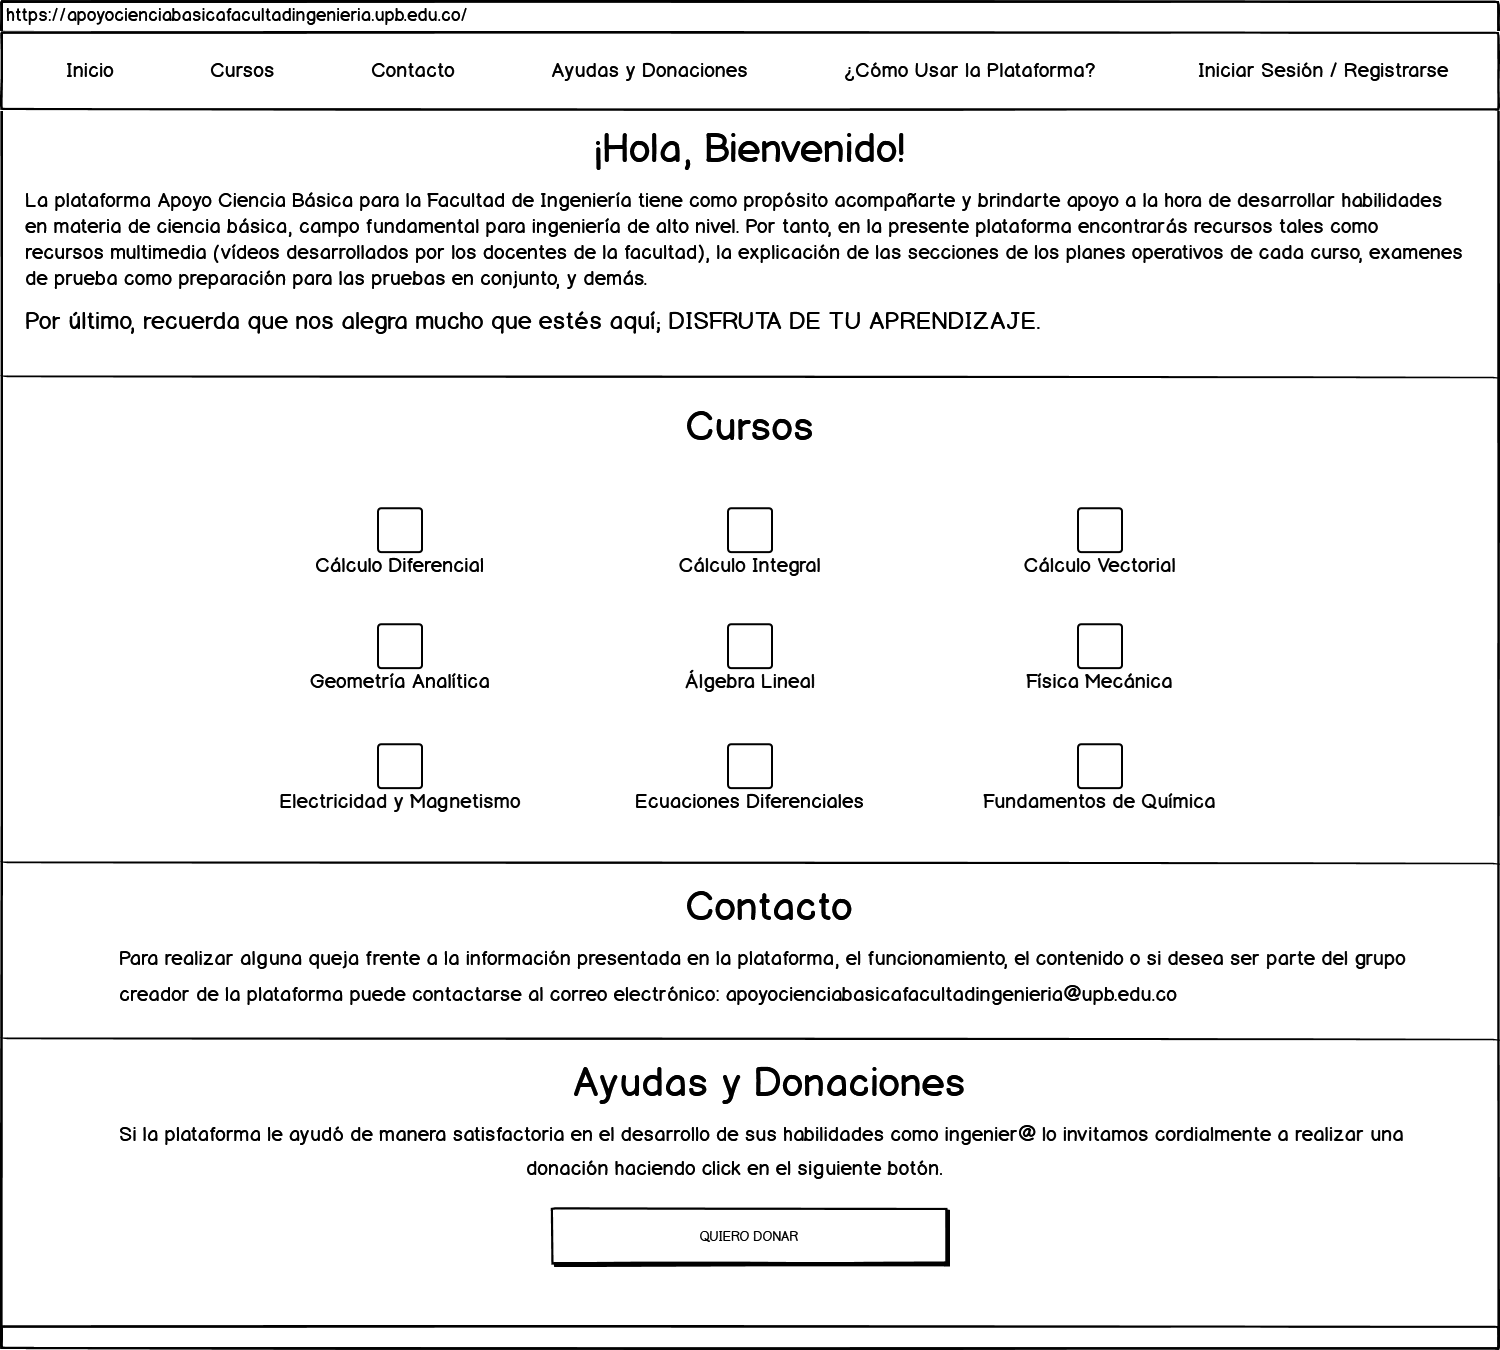 https://apoyocienciabasicafacultadingenieria.upb.edu.co/
Inicio Cursos Contacto Ayudas y Donaciones ¿Cómo Usar la Plataforma? Iniciar Sesión / Registrarse
¡Hola, Bienvenido!
La plataforma Apoyo Ciencia Básica para la Facultad de Ingeniería tiene como propósito acompañarte y brindarte apoyo a la hora de desarrollar habilidades
en materia de ciencia básica, campo fundamental para ingeniería de alto nivel. Por tanto, en la presente plataforma encontrarás recursos tales como
recursos multimedia (vídeos desarrollados por los docentes de la facultad), la explicación de las secciones de los planes operativos de cada curso, examenes
de prueba como preparación para las pruebas en conjunto, y demás.
Por último, recuerda que nos alegra mucho que estés aquí; DISFRUTA DE TU APRENDIZAJE.
Cursos
Cálculo Diferencial Cálculo Integral Cálculo Vectorial
Geometría Analítica Álgebra Lineal Física Mecánica
Electricidad y Magnetismo Ecuaciones Diferenciales Fundamentos de Química
Contacto
Para realizar alguna queja frente a la información presentada en la plataforma, el funcionamiento, el contenido o si desea ser parte del grupo
creador de la plataforma puede contactarse al correo electrónico: apoyocienciabasicafacultadingenieria@upb.edu.co
Ayudas y Donaciones
Si la plataforma le ayudó de manera satisfactoria en el desarrollo de sus habilidades como ingenier@ lo invitamos cordialmente a realizar una
donación haciendo click en el siguiente botón.
QUIERO DONAR